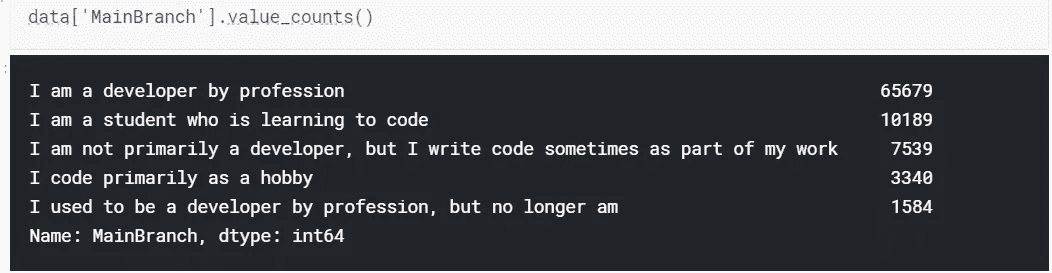 data['MainBranch'].value_counts()
I am a developer by profession 65679
I am a student who is learning to code 10189
I am not primarily a developer, but I write code sometimes as part of my work 7539
I code primarily as a hobby 3340
I used to be a developer by profession, but no longer am 1584
Name: MainBranch, dtype: int64